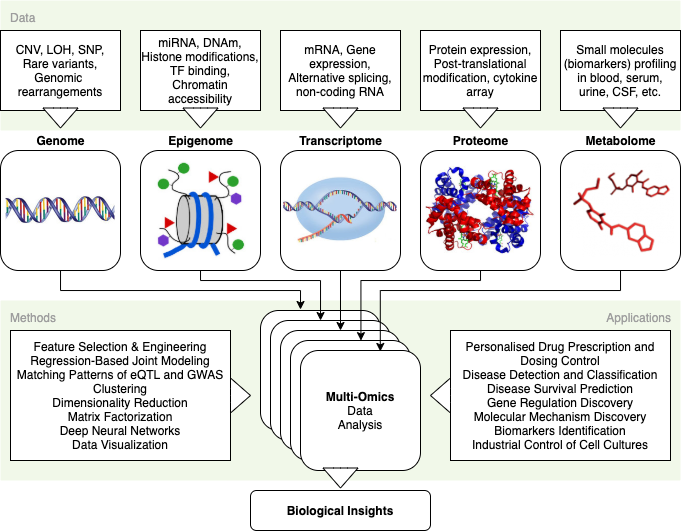 Data
CNV, LOH, SNP,
Rare variants,
Genomic
rearrangements
miRNA, DNAm,
Histone modifications,
TF binding,
Chromatin
accessibility
mRNA, Gene
expression,
Alternative splicing,
non-coding RNA
Protein expression,
Post-translational
modification, cytokine
array
Small molecules
(biomarkers) profiling
in blood, serum,
urine, CSF, etc.
Genome
Epigenome
Transcriptome
Proteome
Metabolome
Methods
Feature Selection & Engineering
Regression-Based Joint Modeling
Matching Patterns of eQTL and GWAS
Clustering
Dimensionality Reduction
Matrix Factorization
Deep Neural Networks
Data Visualization
Multi-Omics
Data
Analysis
Applications
Personalised Drug Prescription and
Dosing Control
Disease Detection and Classification
Disease Survival Prediction
Gene Regulation Discovery
Molecular Mechanism Discovery
Biomarkers Identification
Industrial Control of Cell Cultures
Biological Insights